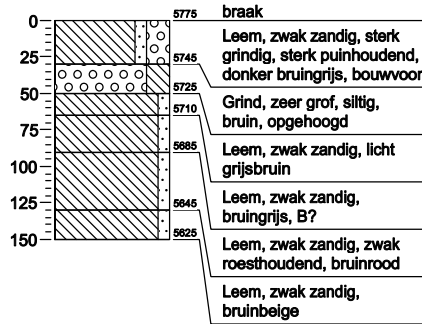 0
25
50
75
100
125
150
5775
5745
5725
5710
5685
5645
5625
braak
Leem, zwak zandig, sterk
grindig, sterk puinhoudend,
donker bruingrijs, bouwvoor
Grind, zeer grof, siltig,
bruin, opgehoogd
Leem, zwak zandig, licht
grijsbruin
Leem, zwak zandig,
bruingrijs, B?
Leem, zwak zandig, zwak
roesthoudend, bruinrood
Leem, zwak zandig,
bruinbeige